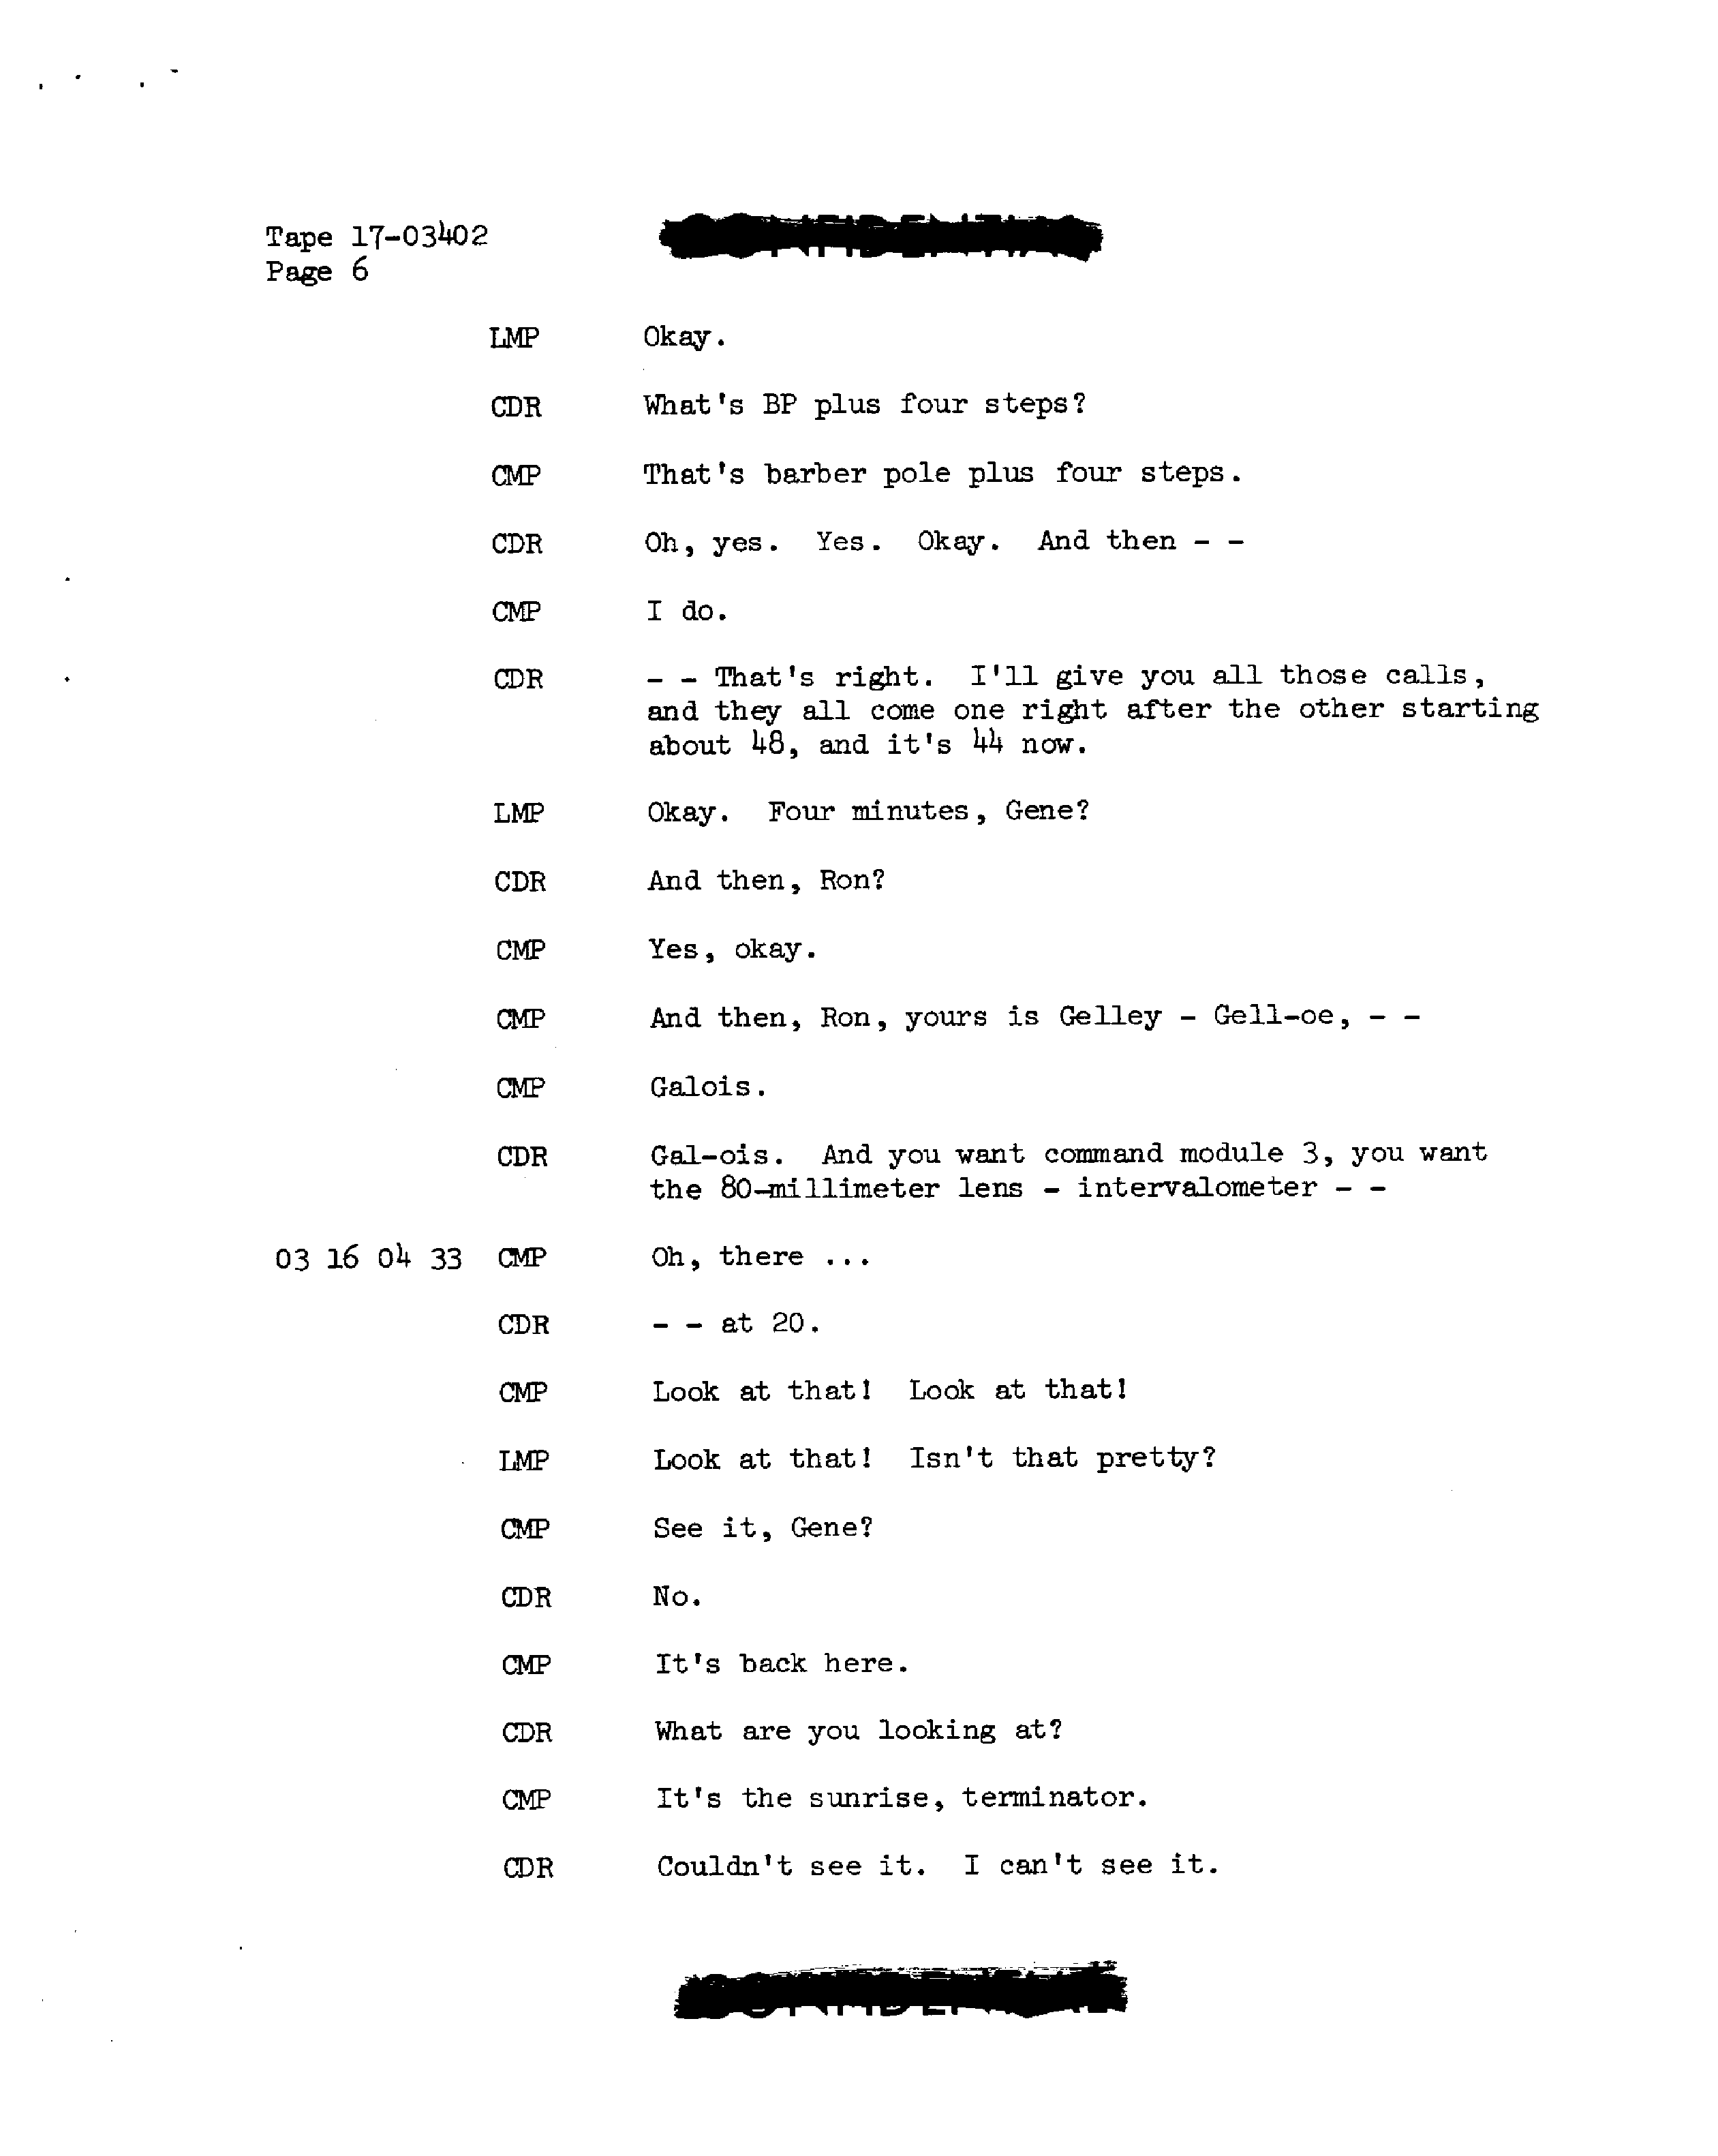 Tape 17-03402
Page 6
CONFIDENTIAL
LMP Okay.
CDR What's BP plus four steps?
CMP That's barber pole plus four steps.
CDR Oh, yes. Yes. Okay. And then - -
CMP I do.
CDR - - That's right. I'll give you all those calls,
and they all come one right after the other starting
about 48, and it's 44 now.
LMP Okay. Four minutes, Gene?
CDR And then, Ron?
CMP Yes, okay.
CMP And then, Ron, yours is Gelley - Gell-oe, - -
CMP Galois.
CDR Gal-ois. And you want command module 3, you want
the 80-millimeter lens - intervalometer - -
03 16 04 33 CMP Oh, there ...
CDR - - at 20.
CMP Look at that! Look at that!
LMP Look at that! Isn't that pretty?
CMP See it, Gene?
CDR No.
CMP It's back here.
CDR What are you looking at?
CMP It's the sunrise, terminator.
CDR Couldn't see it. I can't see it.
CONFIDENTIAL